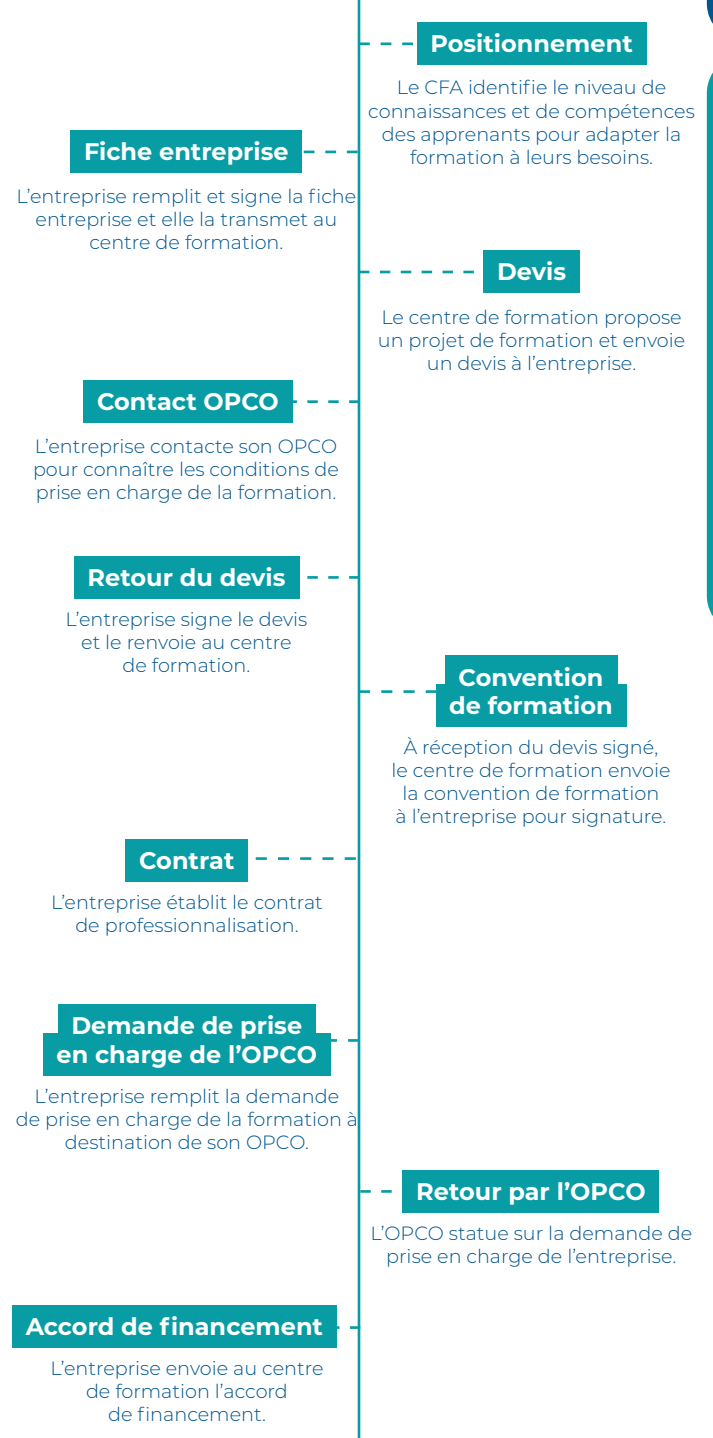 Positionnement
Le CFA identifie le niveau de
connaissances et de compétences
des apprenants pour adapter la
formation à leurs besoins.
Fiche entreprise
L’entreprise remplit et signe la fiche
entreprise et elle la transmet au
centre de formation.
Devis
Le centre de formation propose
un projet de formation et envoie
un devis à l’entreprise.
Contact OPCO
L’entreprise contacte son OPCO
pour connaître les conditions de
prise en charge de la formation.
Retour du devis
L’entreprise signe le devis
et le renvoie au centre
de formation.
Convention
de formation
À réception du devis signé,
le centre de formation envoie
la convention de formation
à l’entreprise pour signature.
Contrat
L’entreprise établit le contrat
de professionnalisation.
Demande de prise
en charge de l’OPCO
L’entreprise remplit la demande
de prise en charge de la formation à
destination de son OPCO.
Retour par l’OPCO
L’OPCO statue sur la demande de
prise en charge de l’entreprise.
Accord de financement
L’entreprise envoie au centre
de formation l’accord
de financement.